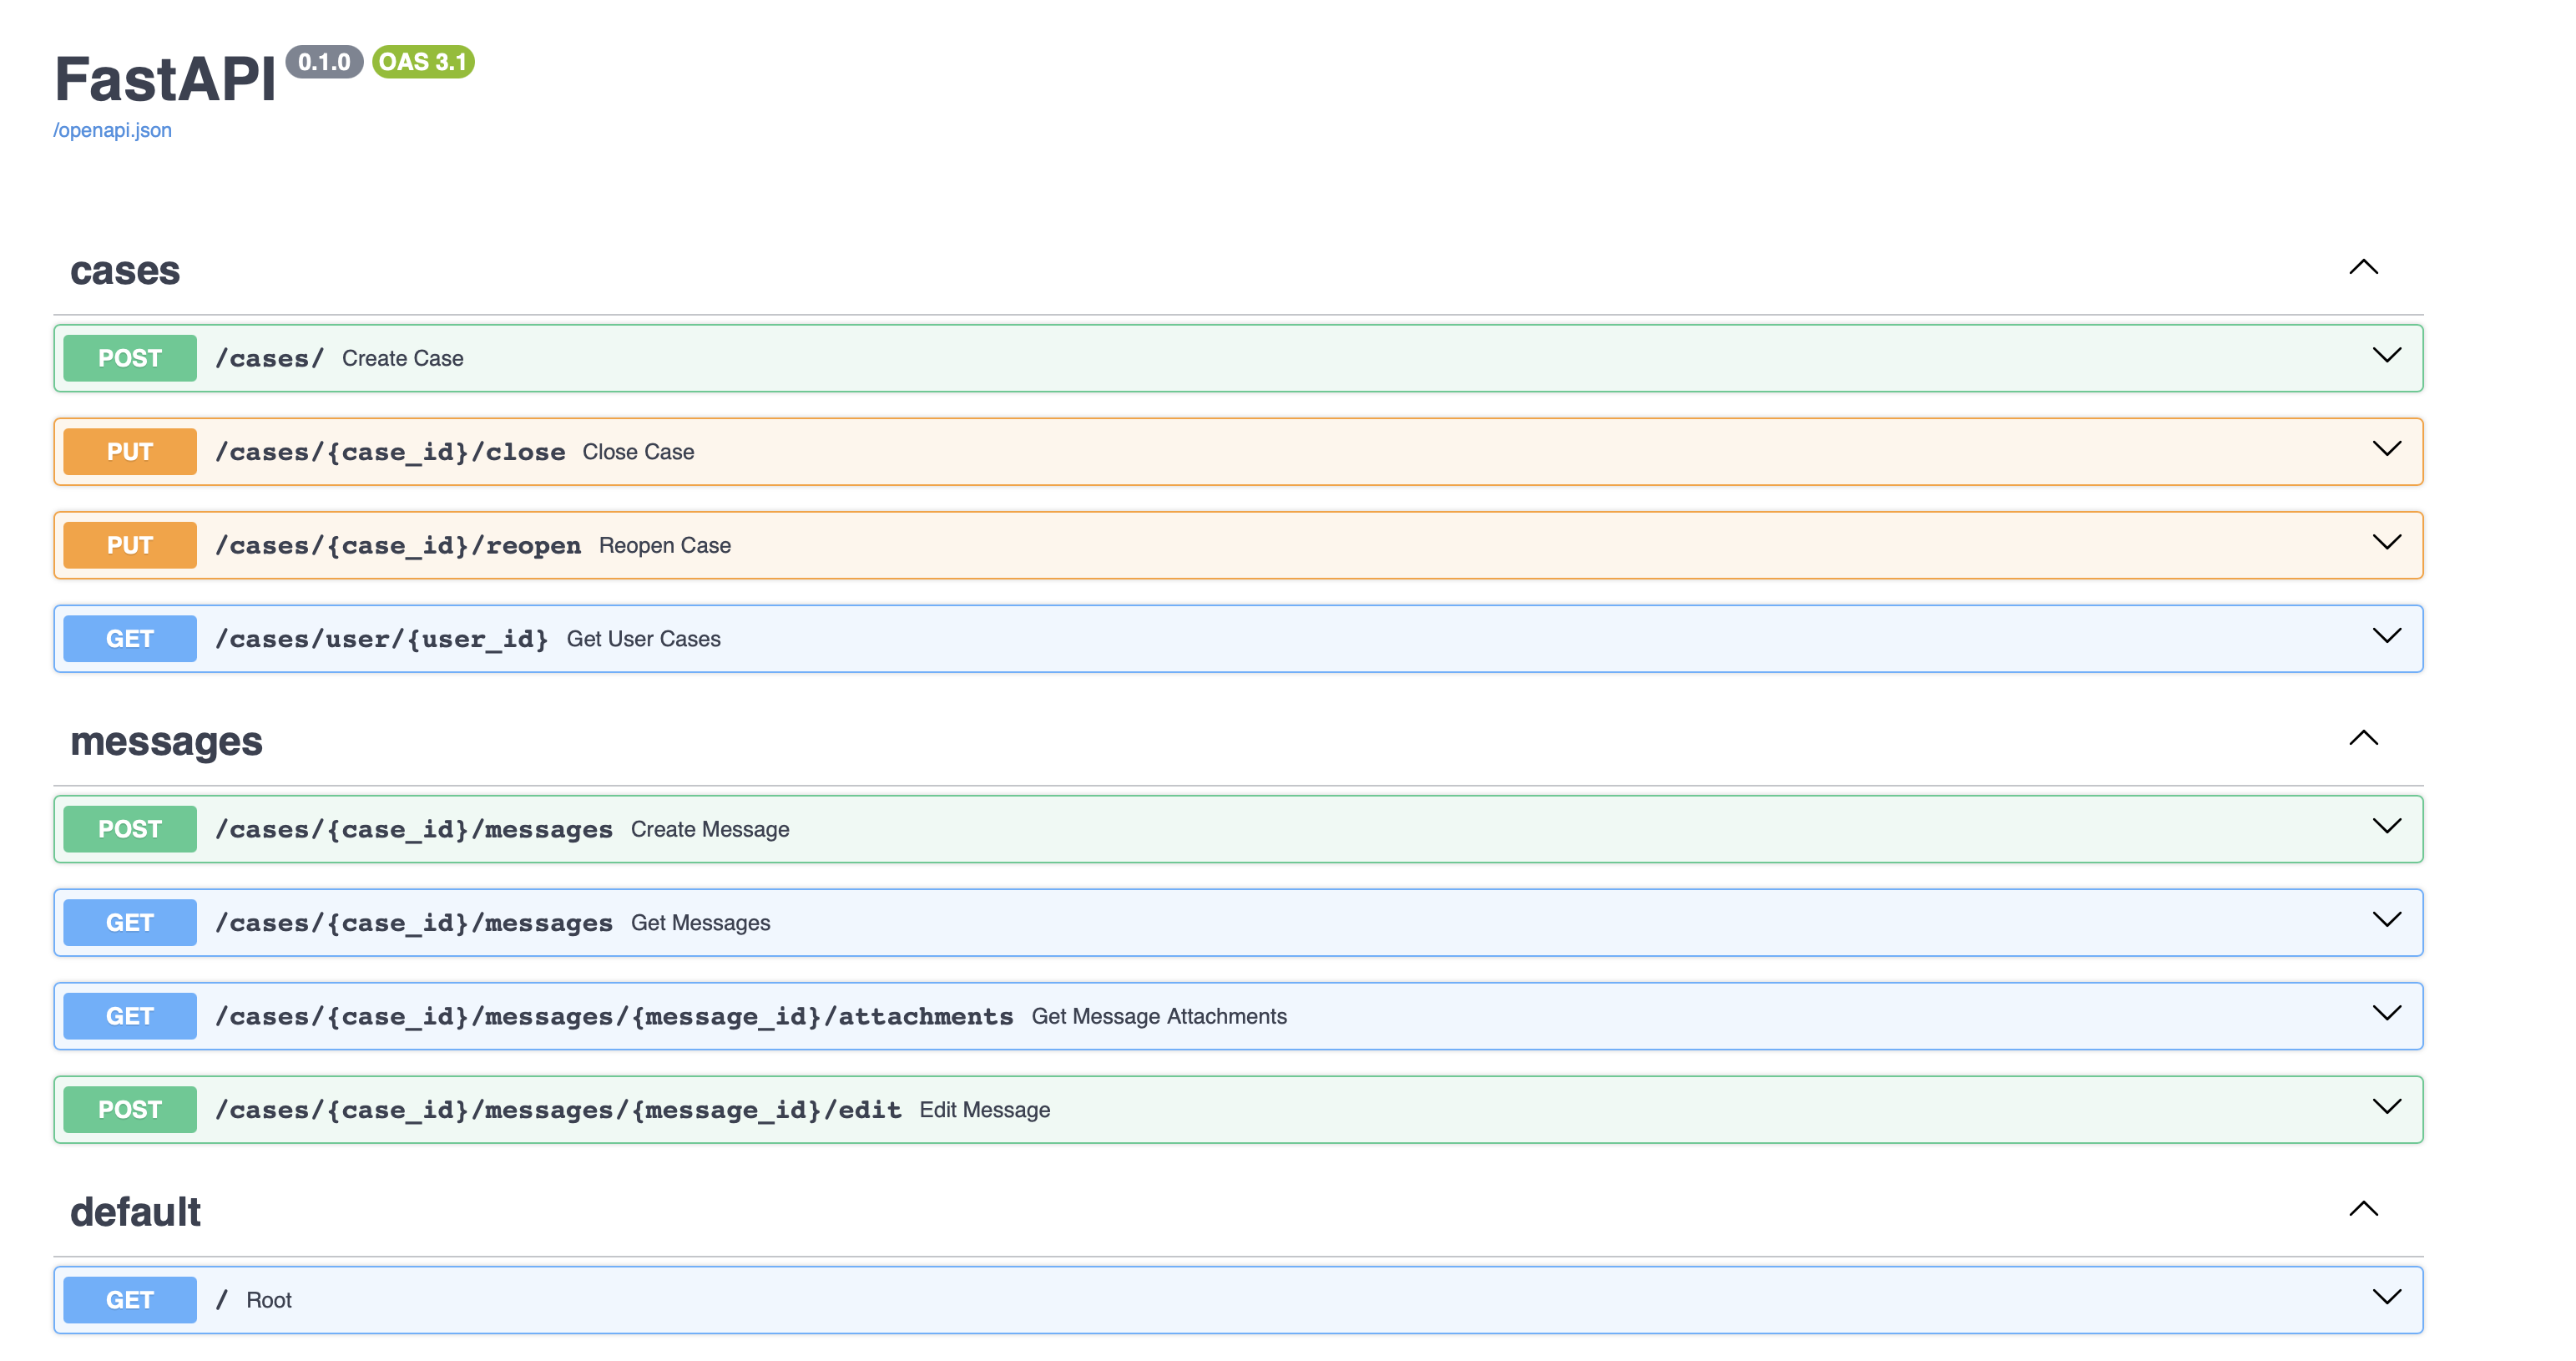 FastAPI 0.1.0 OAS 3.1
/openapi.json
cases
POST /cases/ Create Case
PUT /cases/{case_id}/close Close Case
PUT /cases/{case_id}/reopen Reopen Case
GET /cases/user/{user_id} Get User Cases
messages
POST /cases/{case_id}/messages Create Message
GET /cases/{case_id}/messages Get Messages
GET /cases/{case_id}/messages/{message_id}/attachments Get Message Attachments
POST /cases/{case_id}/messages/{message_id}/edit Edit Message
default
GET / Root